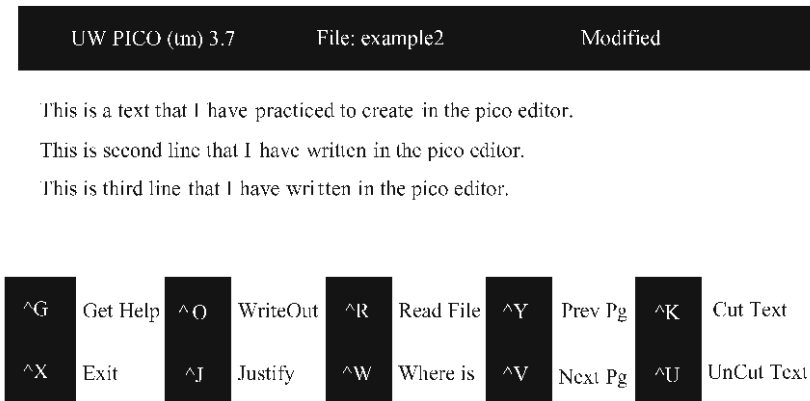 UW PICO (tm) 3.7 File: example2 Modified
This is a text that I have practiced to create in the pico editor.
This is second line that I have written in the pico editor.
This is third line that I have written in the pico editor.
^G Get Help ^O WriteOut ^R Read File ^Y Prev Pg ^K Cut Text
^X Exit ^J Justify ^W Where is ^V Next Pg ^U UnCut Text